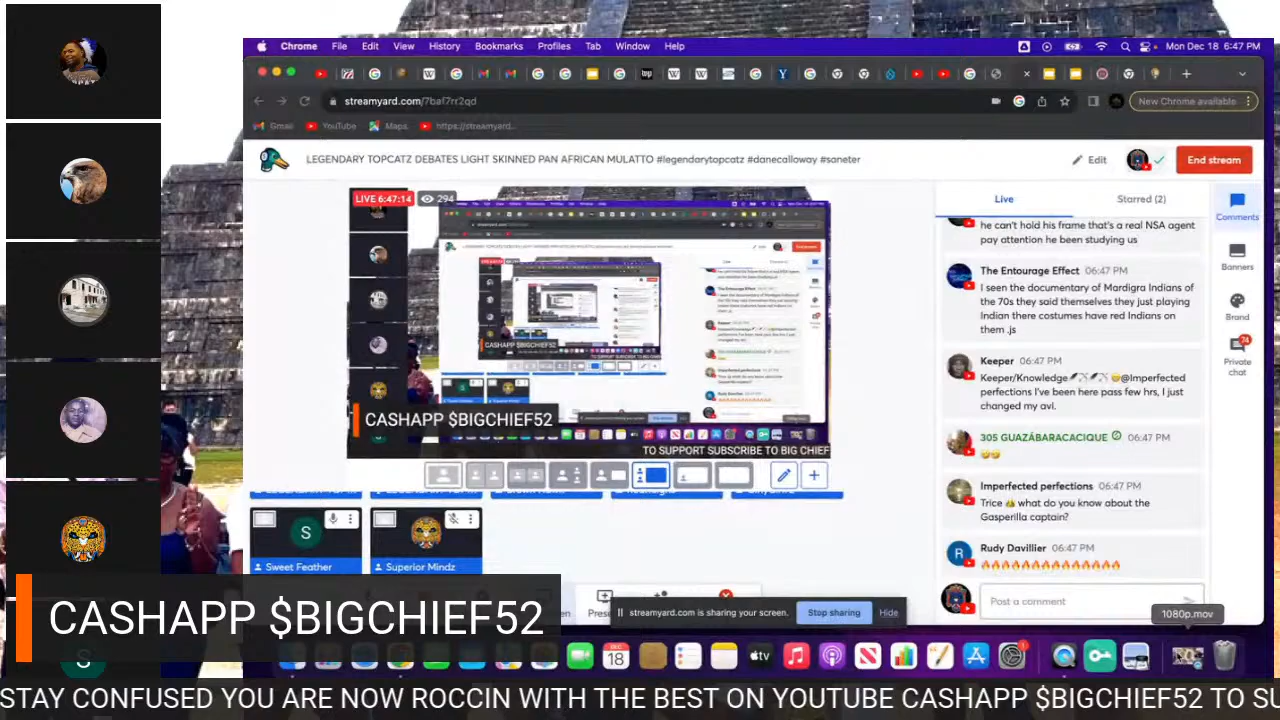 Chrome File Edit View History Bookmarks Profiles Tab Window Help Mon Dec 18 6:47 PM
streamyard.com/7baf7rr2qd
New Chrome available
Gmail YouTube Maps https://streamyard...
LEGENDARY TOPCATZ DEBATES LIGHT SKINNED PAN AFRICAN MULATTO #legendarytopcatz #danecalloway #saneter
Edit
End stream
LIVE 6:47:14 294
CASHAPP $BIGCHIEF52
TO SUPPORT SUBSCRIBE TO BIG CHIEF
S
Sweet Feather
Superior Mindz
Live Starred (2)
he can't hold his frame that's a real NSA agent
pay attention he been studying us
The Entourage Effect 06:47 PM
I seen the documentary of Mardigra Indians of
the 70s they said themselves they just playing
Indian there costumes have red Indians on
them .js
Keeper 06:47 PM
Keeper/Knowledge @Imperfected
perfections I've been here pass few hrs, I just
changed my avi.
305 GUAZÁBARACACIQUE 06:47 PM
Imperfected perfections 06:47 PM
Trice what do you know about the
Gasperilla captain?
R
Rudy Davillier 06:47 PM
Post a comment
Comments
Banners
Brand
74
Private
chat
streamyard.com is sharing your screen. Stop sharing Hide
1080p.mov
DEC
18
tv
CASHAPP $BIGCHIEF52
STAY CONFUSED YOU ARE NOW ROCCIN WITH THE BEST ON YOUTUBE CASHAPP $BIGCHIEF52 TO